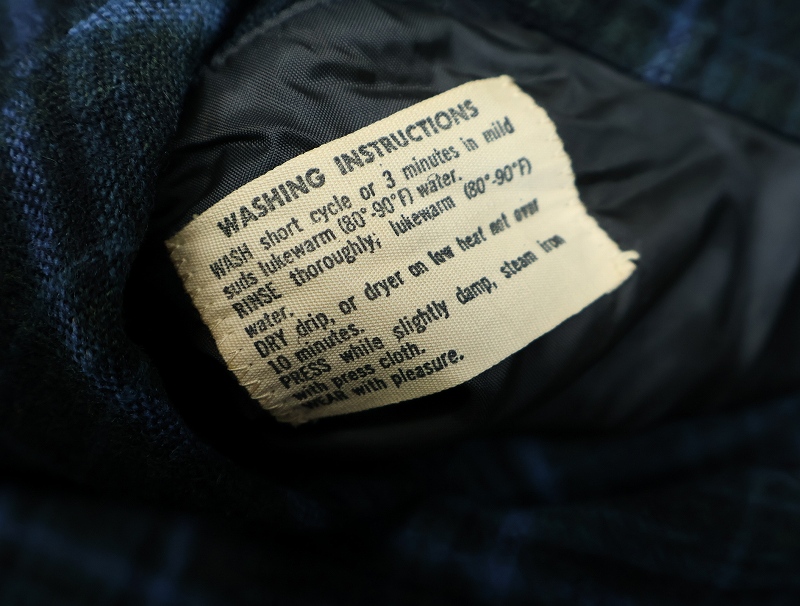 WASHING INSTRUCTIONS
WASH short cycle or 3 minutes in mild
suds lukewarm (80°-90°F) water.
RINSE thoroughly; lukewarm (80°-90°F)
water.
DRY drip, or dryer on low heat not over
10 minutes.
PRESS while slightly damp, steam iron
with press cloth.
WEAR with pleasure.